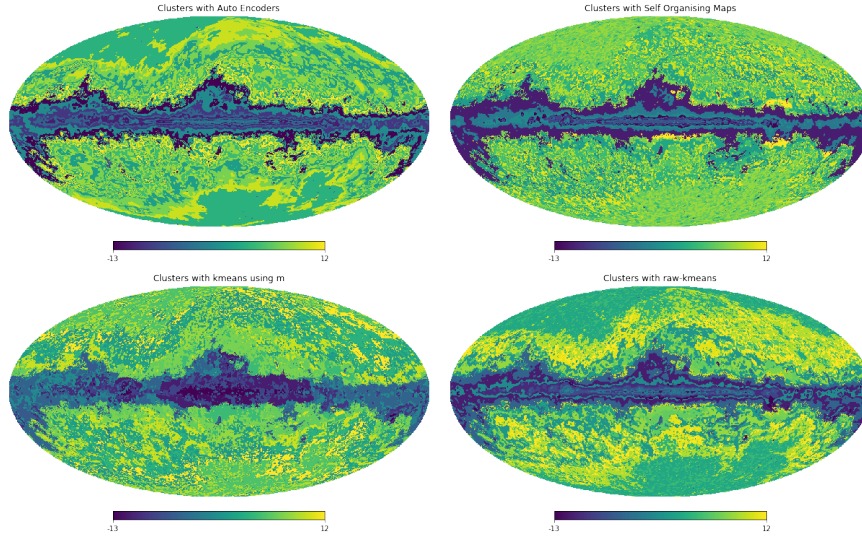 Clusters with Auto Encoders
Clusters with Self Organising Maps
-13 12
-13 12
Clusters with kmeans using m
Clusters with raw-kmeans
-13 12
-13 12